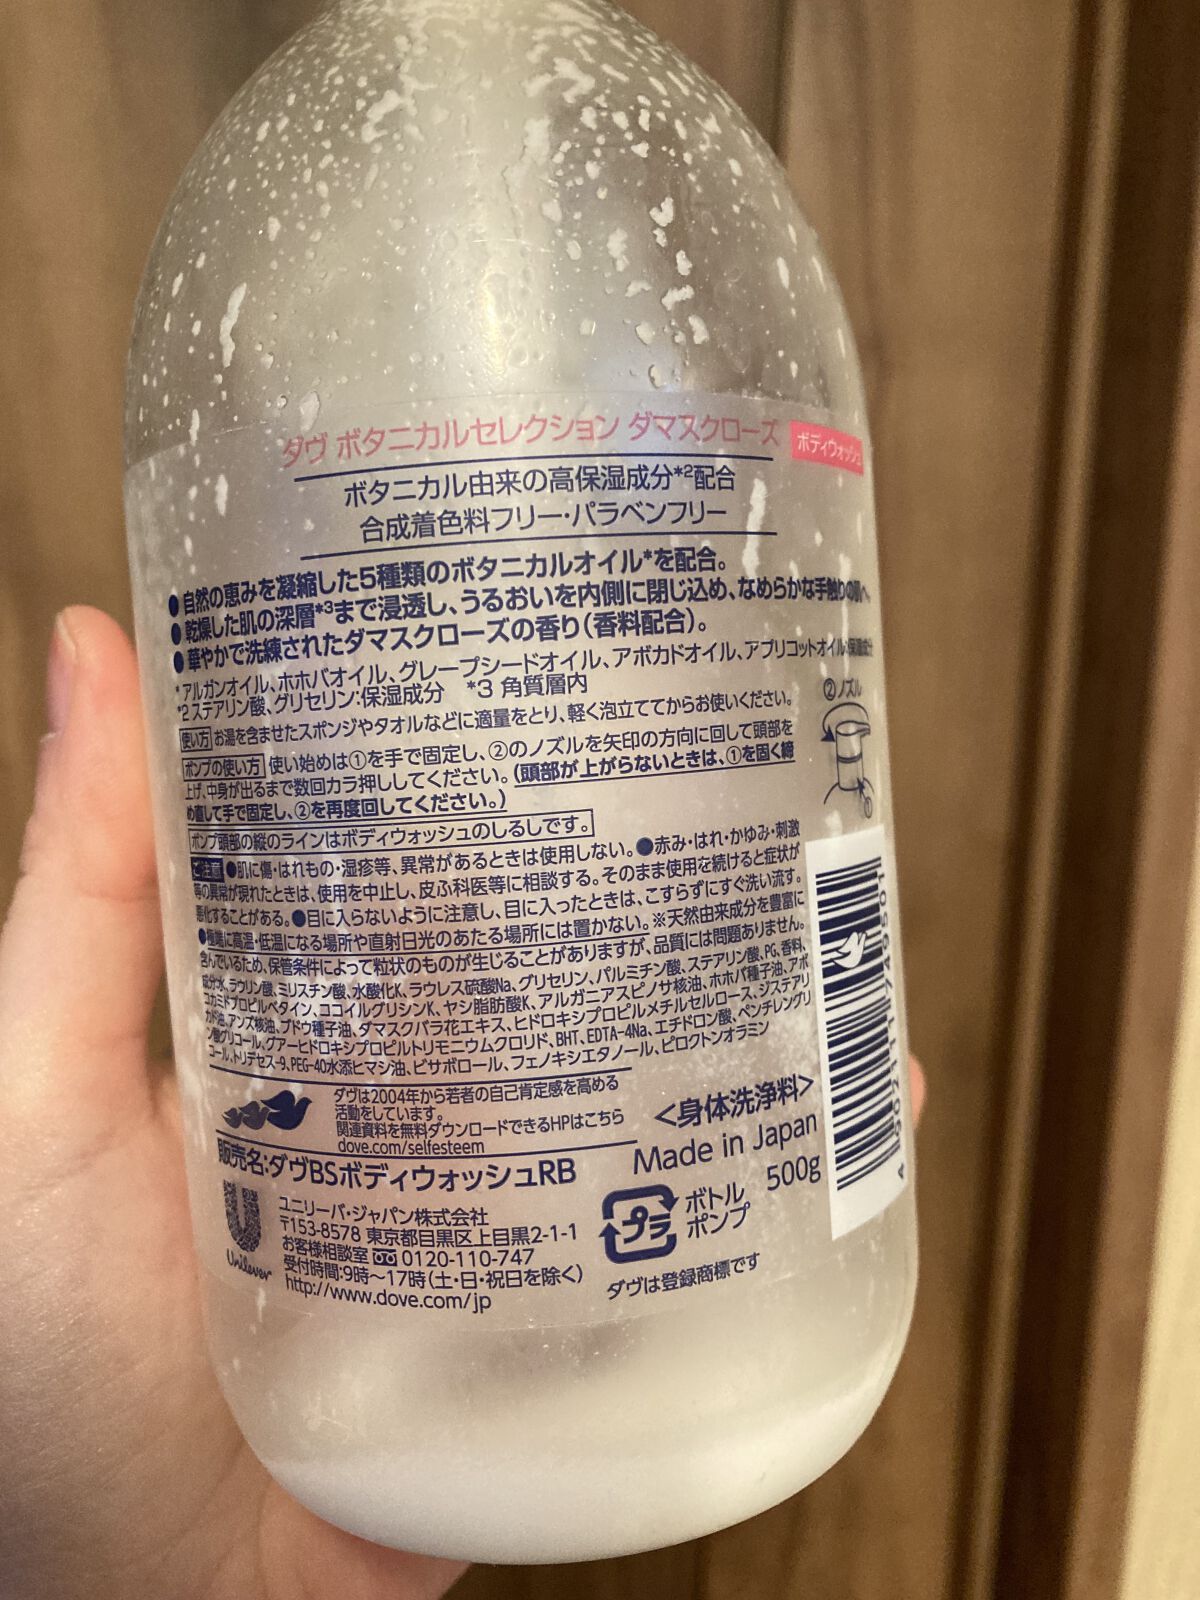 ダヴ ボタニカルセレクション ダマスクローズ ボディウォッシュ
ボタニカル由来の高保湿成分*2配合
合成着色料フリー・パラベンフリー
●自然の恵みを凝縮した5種類のボタニカルオイル*を配合。
●乾燥した肌の深層*3まで浸透し、うるおいを内側に閉じ込め、なめらかな手触りの肌へ。
●華やかで洗練されたダマスクローズの香り(香料配合)。
*アルガンオイル、ホホバオイル、グレープシードオイル、アボカドオイル、アプリコットオイル:保湿成分
*2 ステアリン酸、グリセリン:保湿成分 *3 角質層内
使い方 お湯を含ませたスポンジやタオルなどに適量をとり、軽く泡立ててからお使いください。
ポンプの使い方 使い始めは①を手で固定し、②のノズルを矢印の方向に回して頭部を
上げ、中身が出るまで数回カラ押ししてください。(頭部が上がらないときは、①を固く締
め直して手で固定し、②を再度回してください。)
②ノズル
①
ポンプ頭部の縦のラインはボディウォッシュのしるしです。
ご注意 ●肌に傷・はれもの・湿疹等、異常があるときは使用しない。●赤み・はれ・かゆみ・刺激
等の異常が現れたときは、使用を中止し、皮ふ科医等に相談する。そのまま使用を続けると症状が
悪化することがある。●目に入らないように注意し、目に入ったときは、こすらずにすぐ洗い流す。
●極端に高温・低温になる場所や直射日光のあたる場所には置かない。※天然由来成分を豊富に
含んでいるため、保管条件によって粒状のものが生じることがありますが、品質には問題ありません。
成分:水、ラウリン酸、ミリスチン酸、水酸化K、ラウレス硫酸Na、グリセリン、パルミチン酸、ステアリン酸、PG、香料、
コカミドプロピルベタイン、ココイルグリシンK、ヤシ脂肪酸K、アルガニアスピノサ核油、ホホバ種子油、アボ
カド油、アンズ核油、ブドウ種子油、ダマスクバラ花エキス、ヒドロキシプロピルメチルセルロース、ジステアリ
ン酸グリコール、グアーヒドロキシプロピルトリモニウムクロリド、BHT、EDTA-4Na、エチドロン酸、ペンチレングリ
コール、トリデセス-9、PEG-40水添ヒマシ油、ビサボロール、フェノキシエタノール、ピロクトンオラミン
ダヴは2004年から若者の自己肯定感を高める
活動をしています。
関連資料を無料ダウンロードできるHPはこちら
dove.com/selfesteem
<身体洗浄料>
Made in Japan
500g
販売名:ダヴBSボディウォッシュRB
Unilever
ユニリーバ・ジャパン株式会社
〒153-8578 東京都目黒区上目黒2-1-1
お客様相談室 0120-110-747
受付時間:9時～17時(土・日・祝日を除く)
http://www.dove.com/jp
プラ
ボトル
ポンプ
ダヴは登録商標です